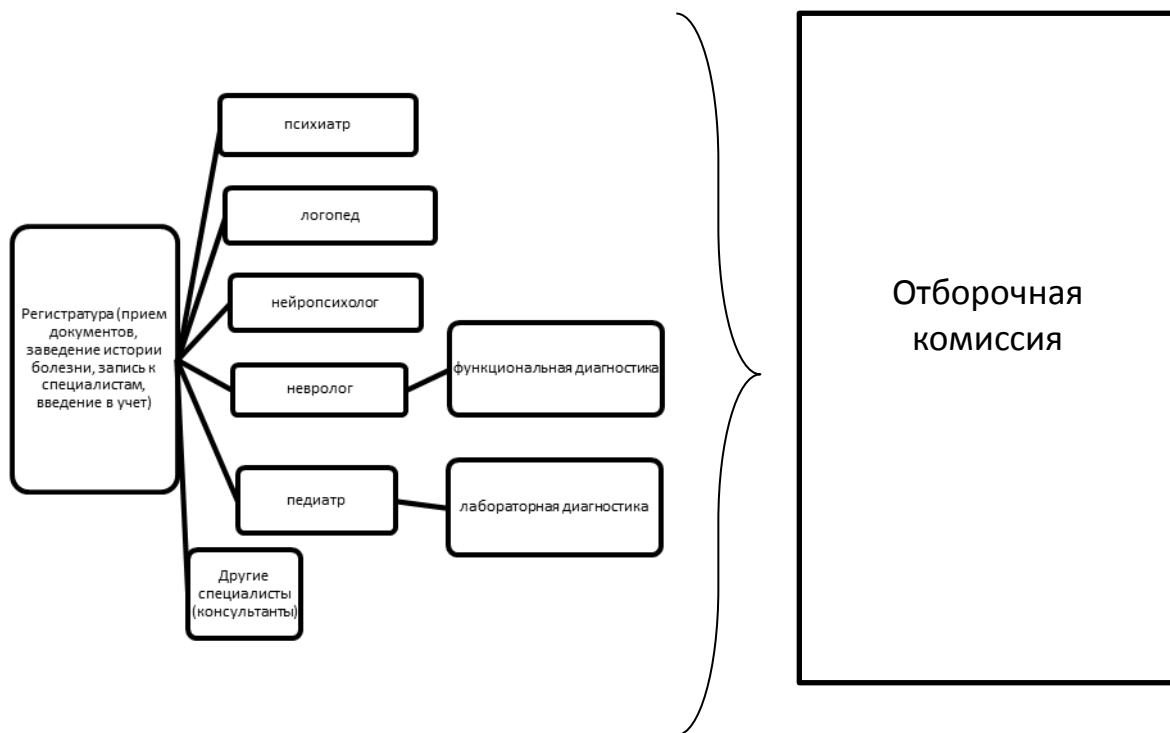 Регистратура (прием
документов,
заведение истории
болезни, запись к
специалистам,
введение в учет)
психиатр
логопед
нейропсихолог
невролог
функциональная диагностика
педиатр
лабораторная диагностика
Другие
специалисты
(консультанты)
Отборочная
комиссия